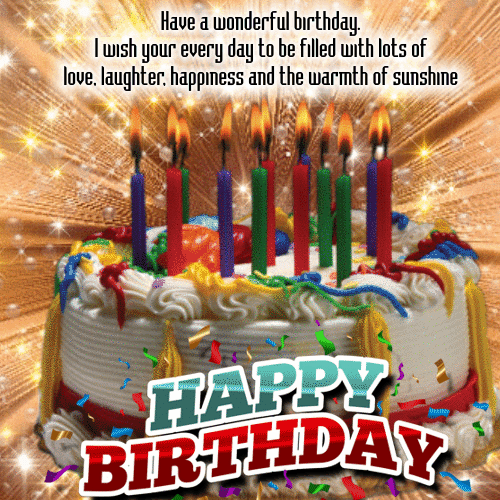 Have a wonderful birthday.
I wish your every day to be filled with lots of
love, laughter, happiness and the warmth of sunshine
HAPPY
BIRTHDAY